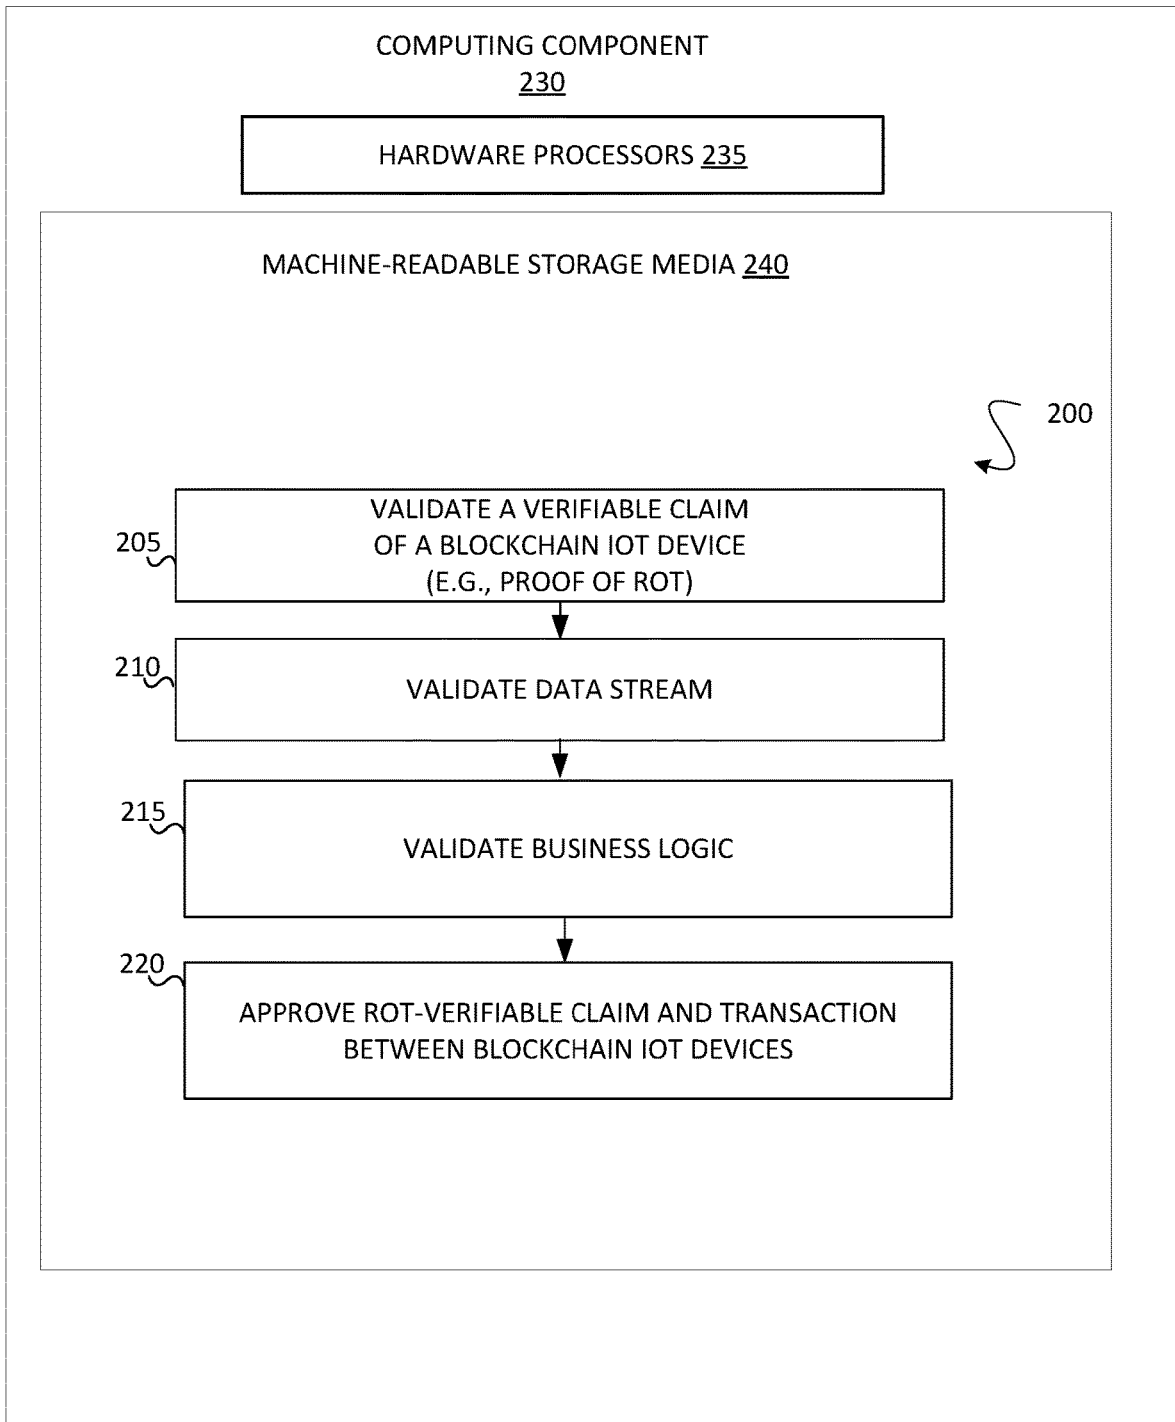 COMPUTING COMPONENT
230
HARDWARE PROCESSORS 235
MACHINE-READABLE STORAGE MEDIA 240
200
205
VALIDATE A VERIFIABLE CLAIM
OF A BLOCKCHAIN IOT DEVICE
(E.G., PROOF OF ROT)
210
VALIDATE DATA STREAM
215
VALIDATE BUSINESS LOGIC
220
APPROVE ROT-VERIFIABLE CLAIM AND TRANSACTION
BETWEEN BLOCKCHAIN IOT DEVICES